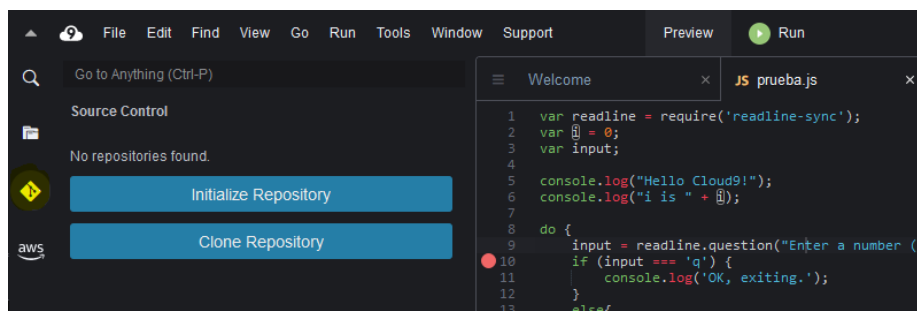 9 File Edit Find View Go Run Tools Window Support Preview Run
Go to Anything (Ctrl-P)
Source Control
No repositories found.
Initialize Repository
Clone Repository
aws
Welcome × JS prueba.js ×
1 var readline = require('readline-sync');
2 var i = 0;
3 var input;
4
5 console.log("Hello Cloud9!");
6 console.log("i is " + i);
7
8 do {
9 input = readline.question("Enter a number (
10 if (input === 'q') {
11 console.log('OK, exiting.');
12 }
13 else{